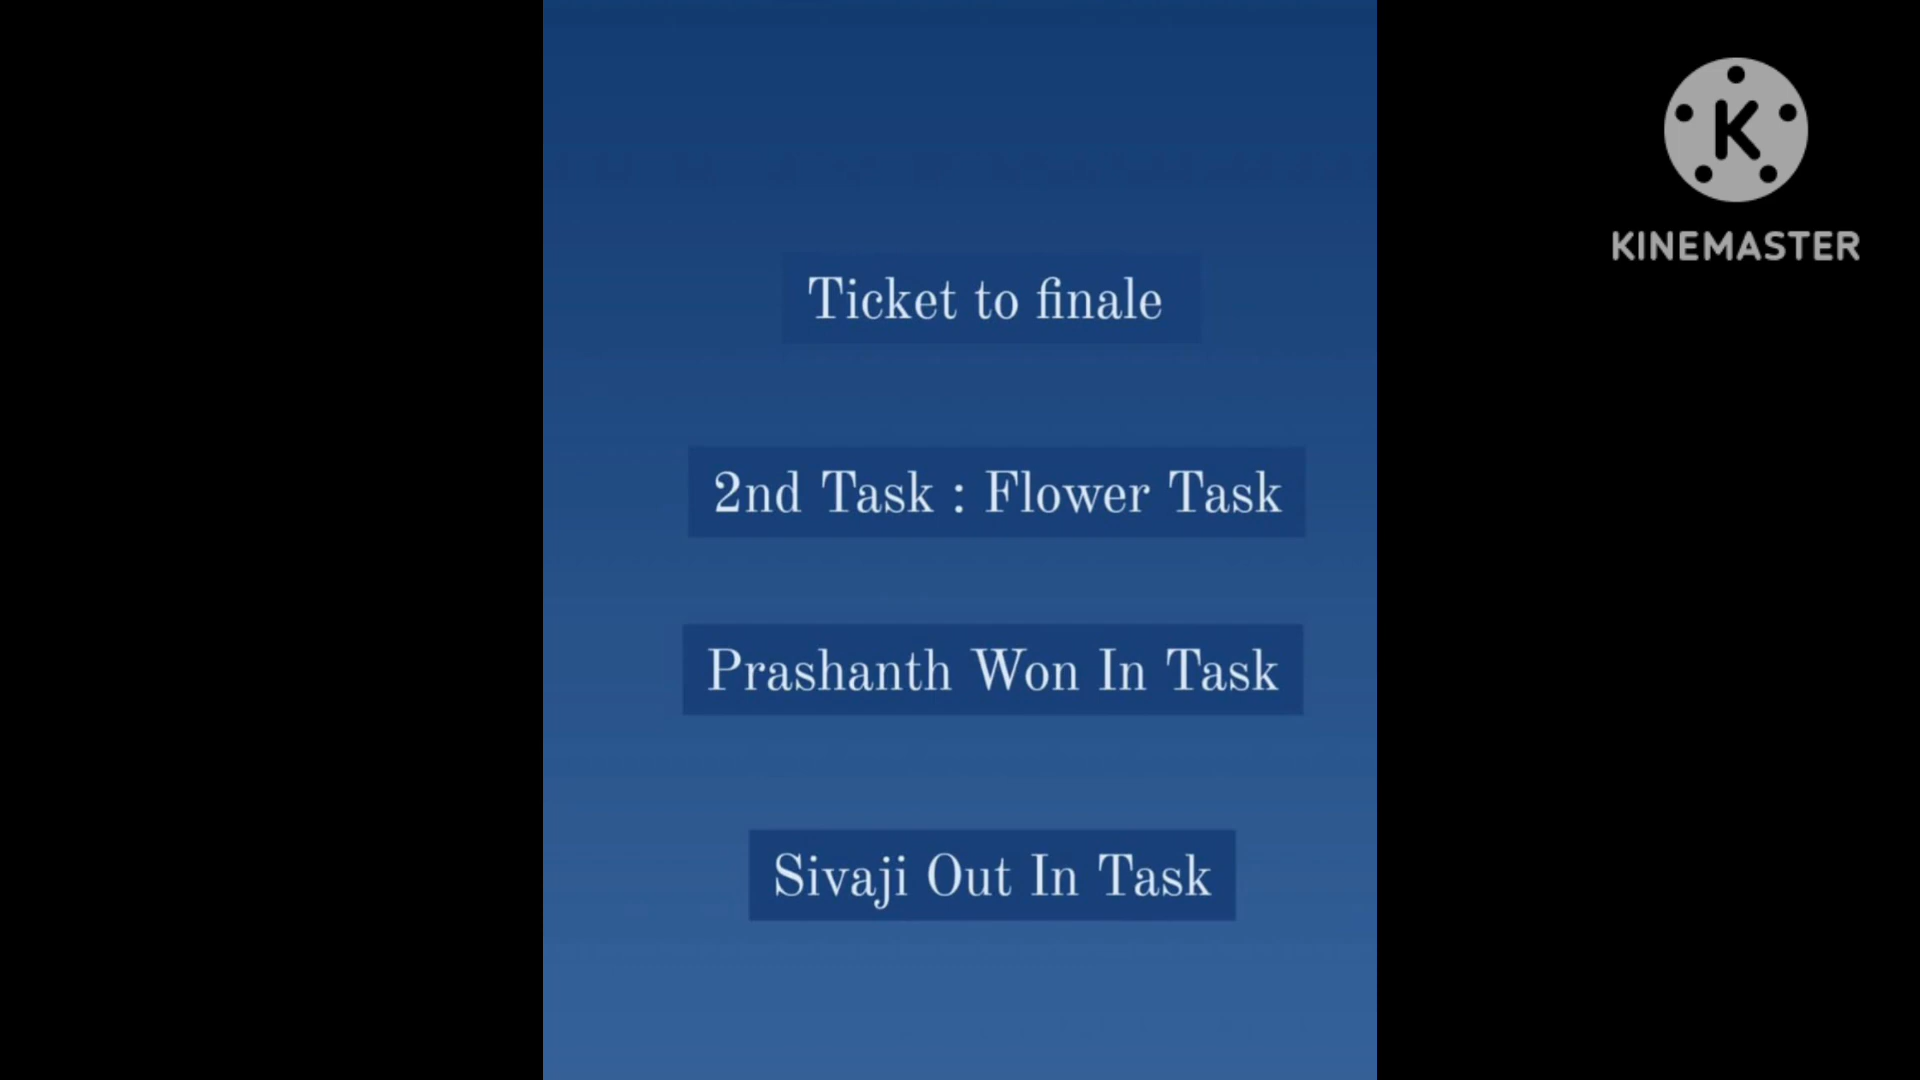 K
KINEMASTER
Ticket to finale
2nd Task : Flower Task
Prashanth Won In Task
Sivaji Out In Task